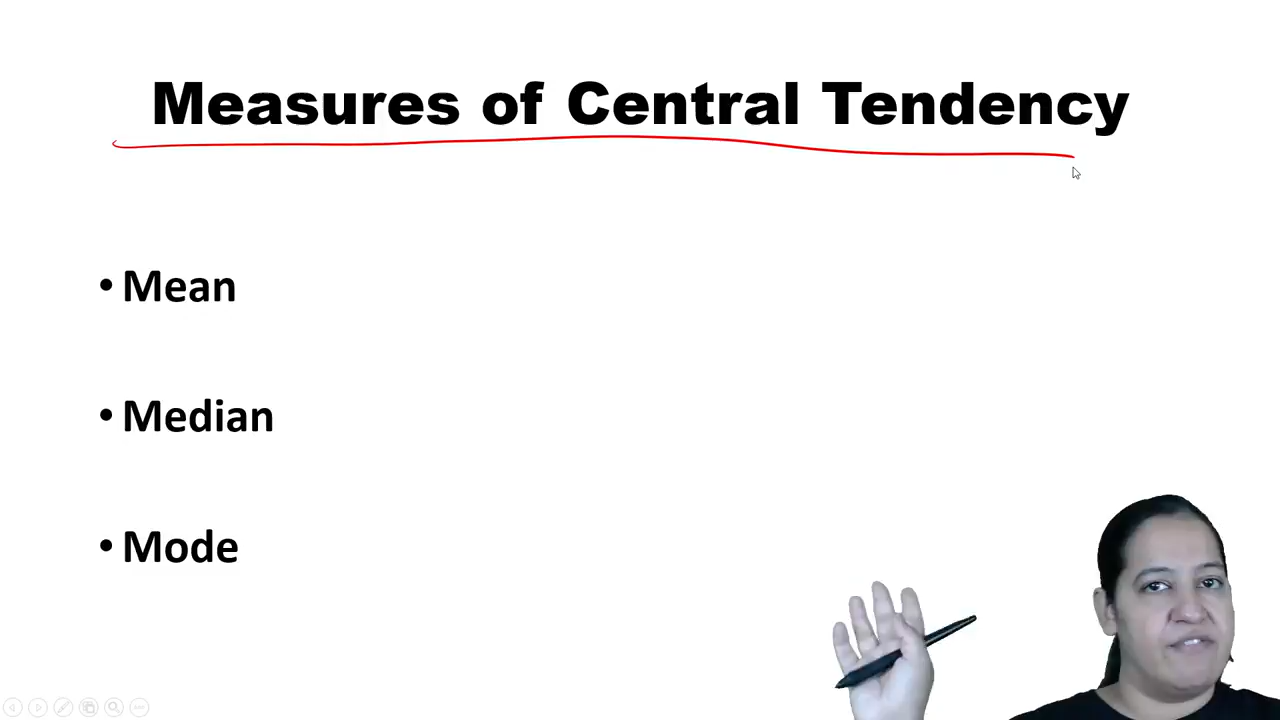 Measures of Central Tendency
• Mean
• Median
• Mode